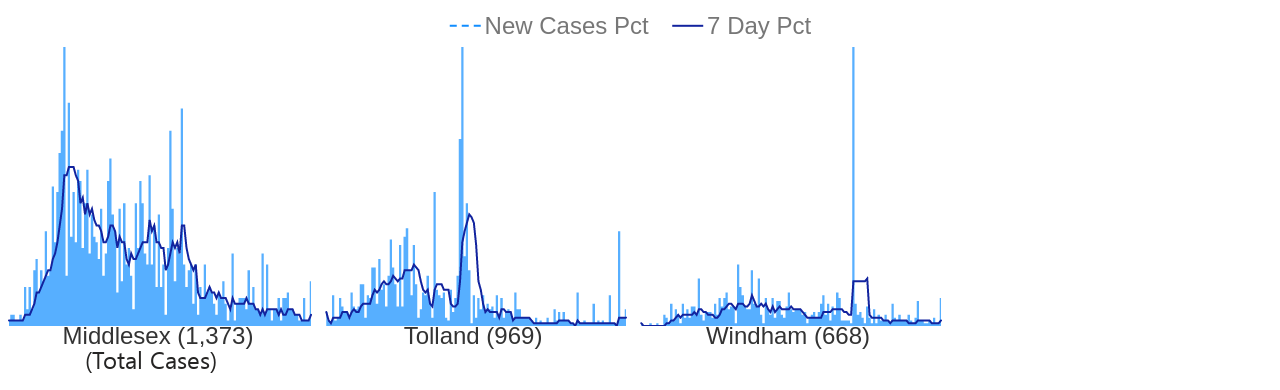 New Cases Pct 7 Day Pct
Middlesex (1,373) Tolland (969) Windham (668)
(Total Cases)